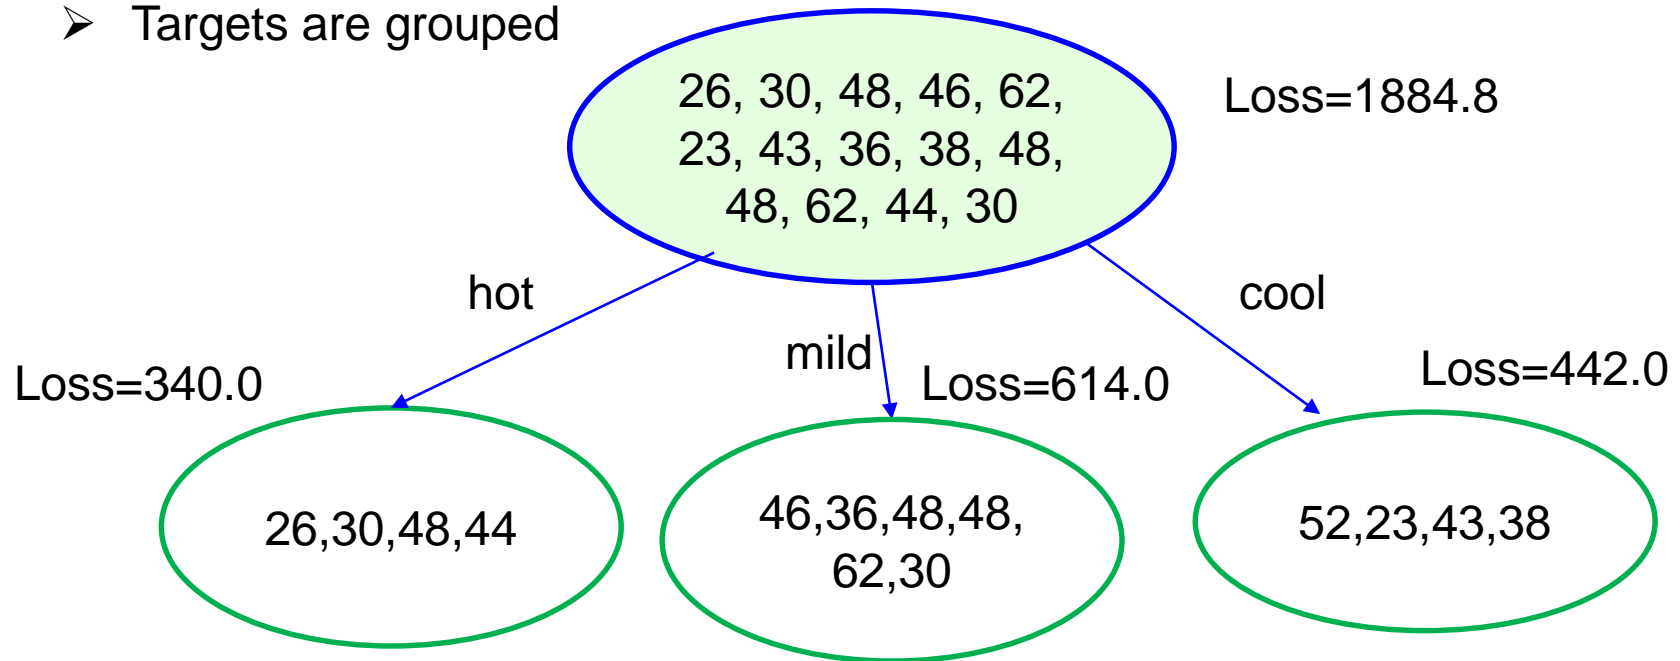 ➢ Targets are grouped
26, 30, 48, 46, 62,
23, 43, 36, 38, 48,
48, 62, 44, 30
Loss=1884.8
hot
mild
cool
Loss=340.0
Loss=614.0
Loss=442.0
26,30,48,44
46,36,48,48,
62,30
52,23,43,38